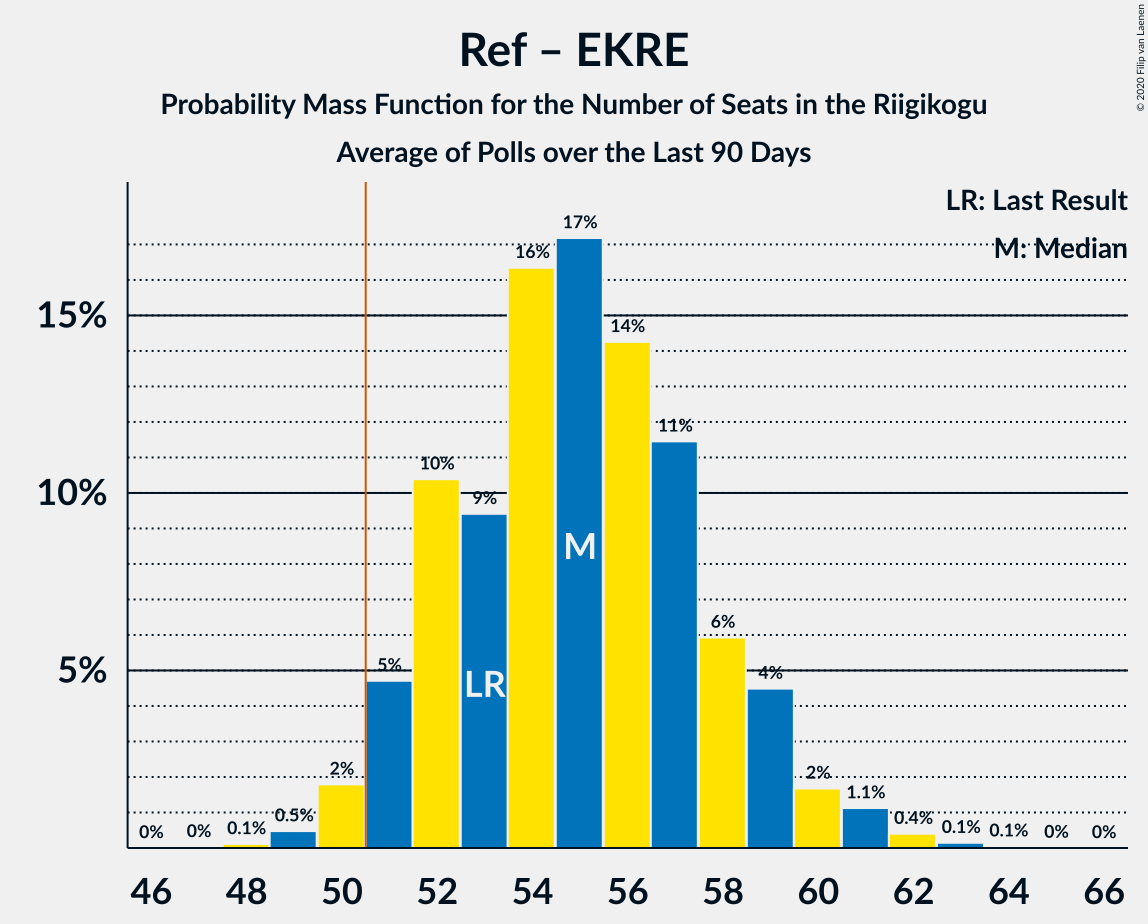 Ref – EKRE
Probability Mass Function for the Number of Seats in the Riigikogu
Average of Polls over the Last 90 Days
© 2020 Filip van Laenen
LR: Last Result
M: Median
15%
10%
5%
0%
0%
0.1%
0.5%
2%
5%
10%
9%
16%
17%
14%
11%
6%
4%
2%
1.1%
0.4%
0.1%
0.1%
0%
0%
LR
M
46 48 50 52 54 56 58 60 62 64 66